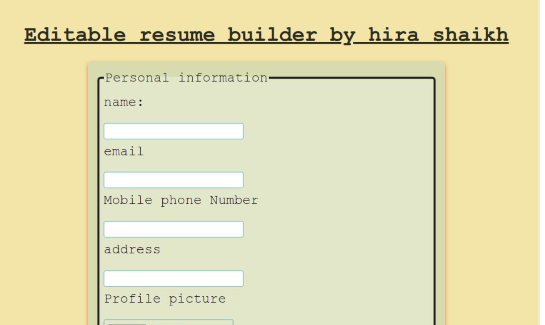 Editable resume builder by hira shaikh
Personal information
name:
email
Mobile phone Number
address
Profile picture